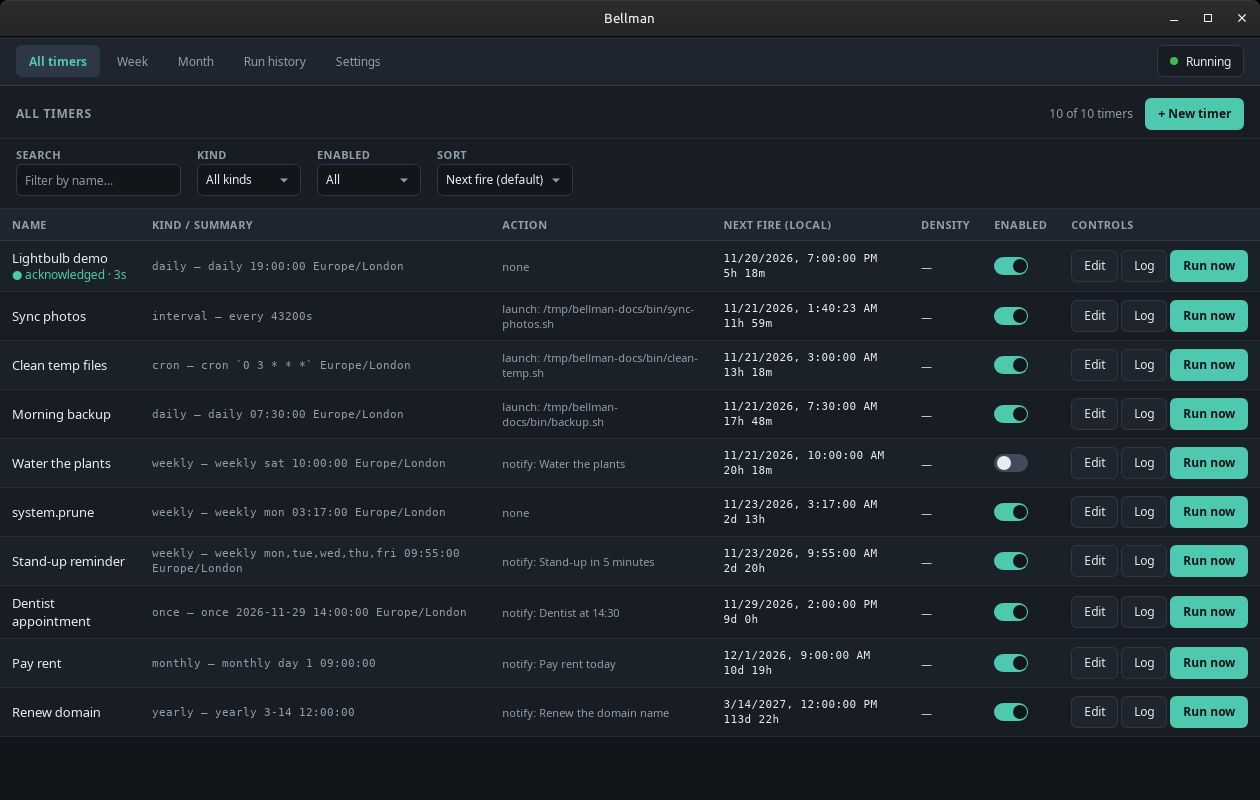 Bellman
All timers Week Month Run history Settings Running
ALL TIMERS 10 of 10 timers + New timer
SEARCH KIND ENABLED SORT
Filter by name... All kinds All Next fire (default)
NAME KIND / SUMMARY ACTION NEXT FIRE (LOCAL) DENSITY ENABLED CONTROLS
Lightbulb demo
acknowledged · 3s
daily — daily 19:00:00 Europe/London
none
11/20/2026, 7:00:00 PM
5h 18m
— Edit Log Run now
Sync photos
interval — every 43200s
launch: /tmp/bellman-docs/bin/sync-
photos.sh
11/21/2026, 1:40:23 AM
11h 59m
— Edit Log Run now
Clean temp files
cron — cron `0 3 * * *` Europe/London
launch: /tmp/bellman-docs/bin/clean-
temp.sh
11/21/2026, 3:00:00 AM
13h 18m
— Edit Log Run now
Morning backup
daily — daily 07:30:00 Europe/London
launch: /tmp/bellman-
docs/bin/backup.sh
11/21/2026, 7:30:00 AM
17h 48m
— Edit Log Run now
Water the plants
weekly — weekly sat 10:00:00 Europe/London
notify: Water the plants
11/21/2026, 10:00:00 AM
20h 18m
— Edit Log Run now
system.prune
weekly — weekly mon 03:17:00 Europe/London
none
11/23/2026, 3:17:00 AM
2d 13h
— Edit Log Run now
Stand-up reminder
weekly — weekly mon,tue,wed,thu,fri 09:55:00
Europe/London
notify: Stand-up in 5 minutes
11/23/2026, 9:55:00 AM
2d 20h
— Edit Log Run now
Dentist
appointment
once — once 2026-11-29 14:00:00 Europe/London
notify: Dentist at 14:30
11/29/2026, 2:00:00 PM
9d 0h
— Edit Log Run now
Pay rent
monthly — monthly day 1 09:00:00
notify: Pay rent today
12/1/2026, 9:00:00 AM
10d 19h
— Edit Log Run now
Renew domain
yearly — yearly 3-14 12:00:00
notify: Renew the domain name
3/14/2027, 12:00:00 PM
113d 22h
— Edit Log Run now